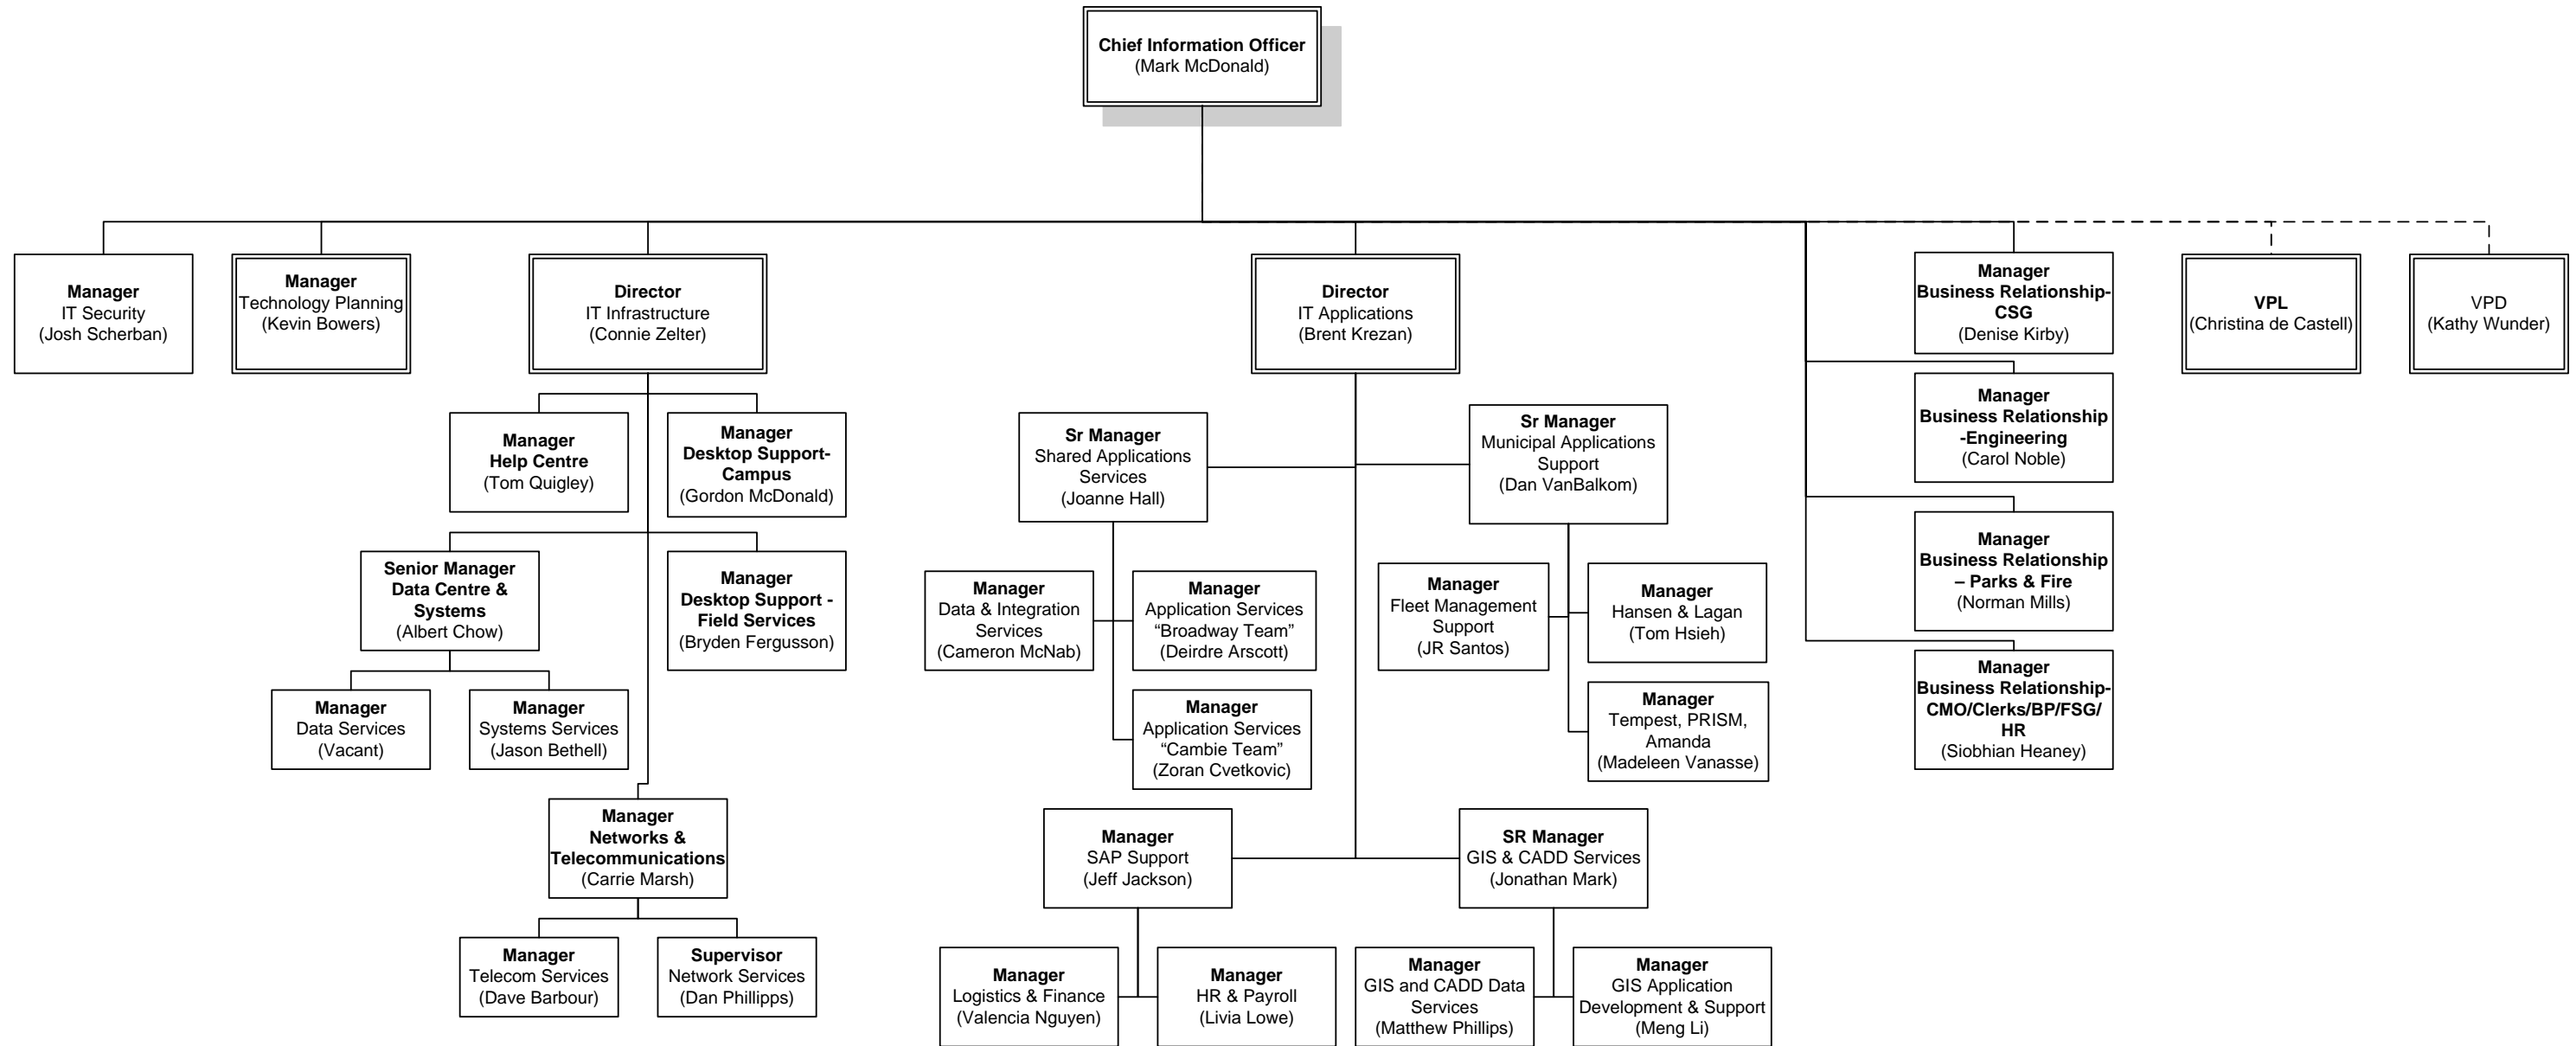 Chief Information Officer
(Mark McDonald)
Manager
IT Security
(Josh Scherban)
Manager
Technology Planning
(Kevin Bowers)
Director
IT Infrastructure
(Connie Zelter)
Director
IT Applications
(Brent Krezan)
Manager
Business Relationship-
CSG
(Denise Kirby)
VPL
(Christina de Castell)
VPD
(Kathy Wunder)
Manager
Help Centre
(Tom Quigley)
Manager
Desktop Support-
Campus
(Gordon McDonald)
Senior Manager
Data Centre &
Systems
(Albert Chow)
Manager
Desktop Support -
Field Services
(Bryden Fergusson)
Manager
Data Services
(Vacant)
Manager
Systems Services
(Jason Bethell)
Manager
Networks &
Telecommunications
(Carrie Marsh)
Manager
Telecom Services
(Dave Barbour)
Supervisor
Network Services
(Dan Phillipps)
Sr Manager
Shared Applications
Services
(Joanne Hall)
Sr Manager
Municipal Applications
Support
(Dan VanBalkom)
Manager
Data & Integration
Services
(Cameron McNab)
Manager
Application Services
“Broadway Team”
(Deirdre Arscott)
Manager
Application Services
“Cambie Team”
(Zoran Cvetkovic)
Manager
Fleet Management
Support
(JR Santos)
Manager
Hansen & Lagan
(Tom Hsieh)
Manager
Tempest, PRISM,
Amanda
(Madeleen Vanasse)
Manager
SAP Support
(Jeff Jackson)
SR Manager
GIS & CADD Services
(Jonathan Mark)
Manager
Logistics & Finance
(Valencia Nguyen)
Manager
HR & Payroll
(Livia Lowe)
Manager
GIS and CADD Data
Services
(Matthew Phillips)
Manager
GIS Application
Development & Support
(Meng Li)
Manager
Business Relationship
-Engineering
(Carol Noble)
Manager
Business Relationship
– Parks & Fire
(Norman Mills)
Manager
Business Relationship-
CMO/Clerks/BP/FSG/
HR
(Siobhian Heaney)